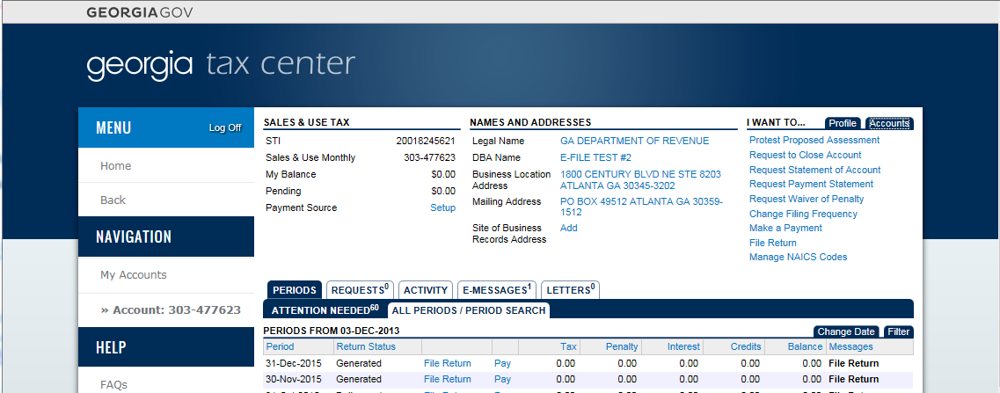 GEORGIAGOV
georgia tax center
MENU Log Off
Home
Back
NAVIGATION
My Accounts
» Account: 303-477623
HELP
FAQs
SALES & USE TAX
STI 20018245621
Sales & Use Monthly 303-477623
My Balance $0.00
Pending $0.00
Payment Source Setup
NAMES AND ADDRESSES
Legal Name GA DEPARTMENT OF REVENUE
DBA Name E-FILE TEST #2
Business Location Address 1800 CENTURY BLVD NE STE 8203
ATLANTA GA 30345-3202
Mailing Address PO BOX 49512 ATLANTA GA 30359-
1512
Site of Business Add
Records Address
I WANT TO... Profile Accounts
Protest Proposed Assessment
Request to Close Account
Request Statement of Account
Request Payment Statement
Request Waiver of Penalty
Change Filing Frequency
Make a Payment
File Return
Manage NAICS Codes
PERIODS REQUESTS0 ACTIVITY E-MESSAGES1 LETTERS0
ATTENTION NEEDED60 ALL PERIODS / PERIOD SEARCH
PERIODS FROM 03-DEC-2013 Change Date Filter
Period Return Status Tax Penalty Interest Credits Balance Messages
31-Dec-2015 Generated File Return Pay 0.00 0.00 0.00 0.00 0.00 File Return
30-Nov-2015 Generated File Return Pay 0.00 0.00 0.00 0.00 0.00 File Return